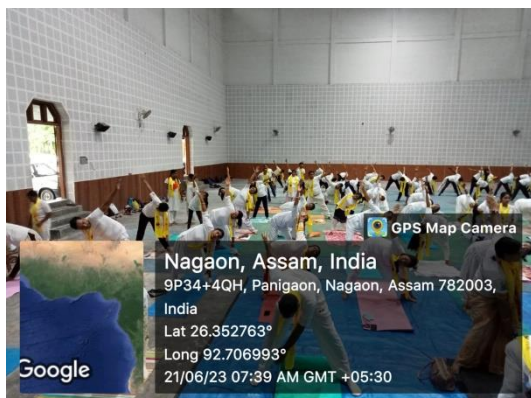 GPS Map Camera
Nagaon, Assam, India
9P34+4QH, Panigaon, Nagaon, Assam 782003,
India
Lat 26.352763°
Long 92.706993°
21/06/23 07:39 AM GMT +05:30
Google